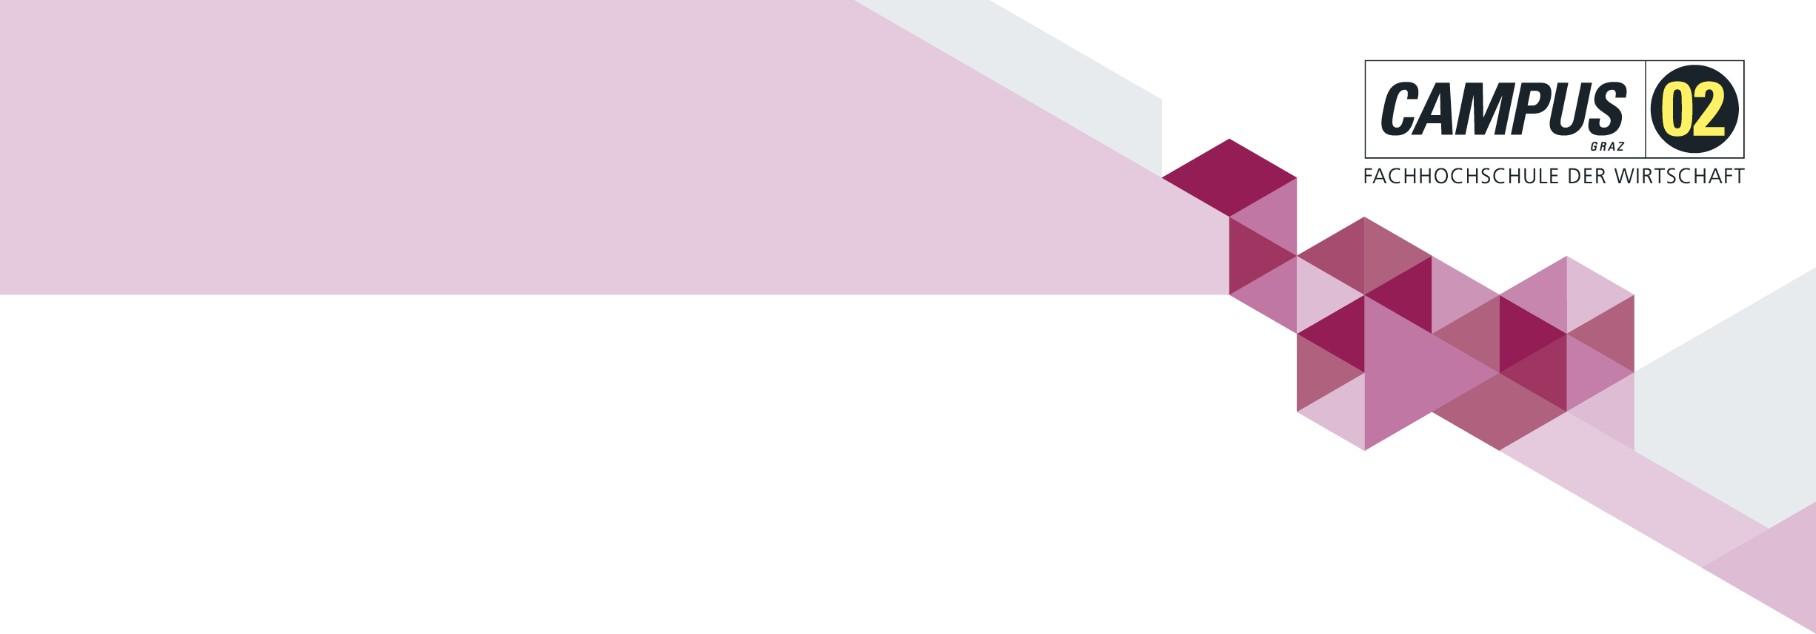 CAMPUS 02
GRAZ
FACHHOCHSCHULE DER WIRTSCHAFT